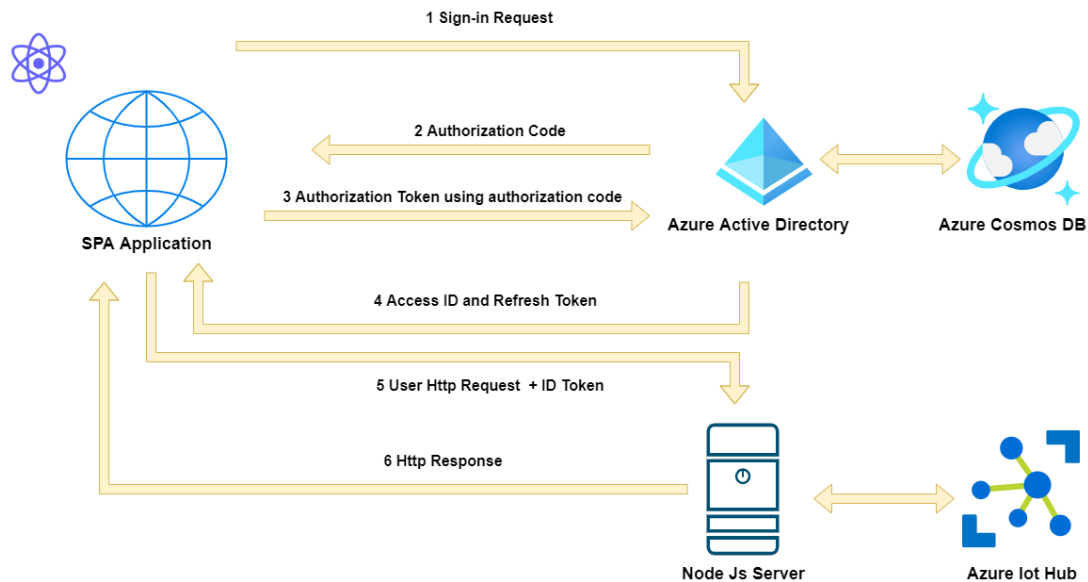 1 Sign-in Request
2 Authorization Code
3 Authorization Token using authorization code
SPA Application
Azure Active Directory
Azure Cosmos DB
4 Access ID and Refresh Token
5 User Http Request + ID Token
6 Http Response
Node Js Server
Azure Iot Hub